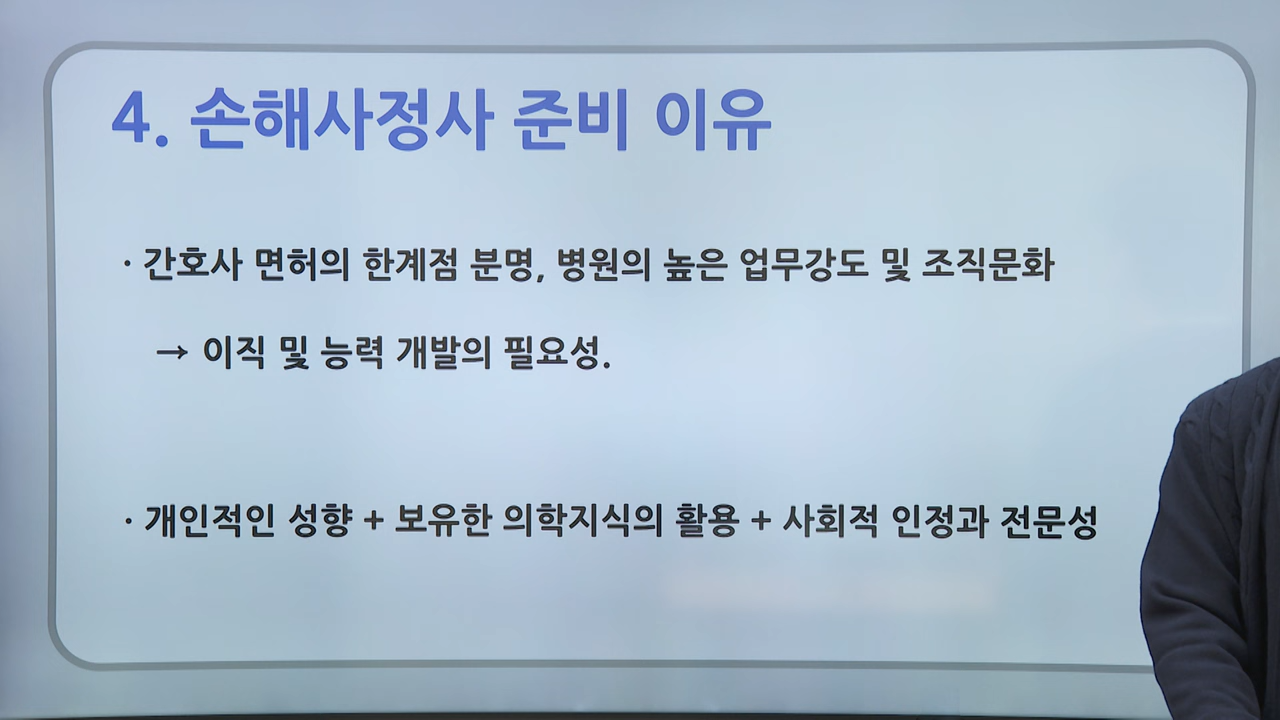 4. 손해사정사 준비 이유
· 간호사 면허의 한계점 분명, 병원의 높은 업무강도 및 조직문화
→ 이직 및 능력 개발의 필요성.
· 개인적인 성향 + 보유한 의학지식의 활용 + 사회적 인정과 전문성